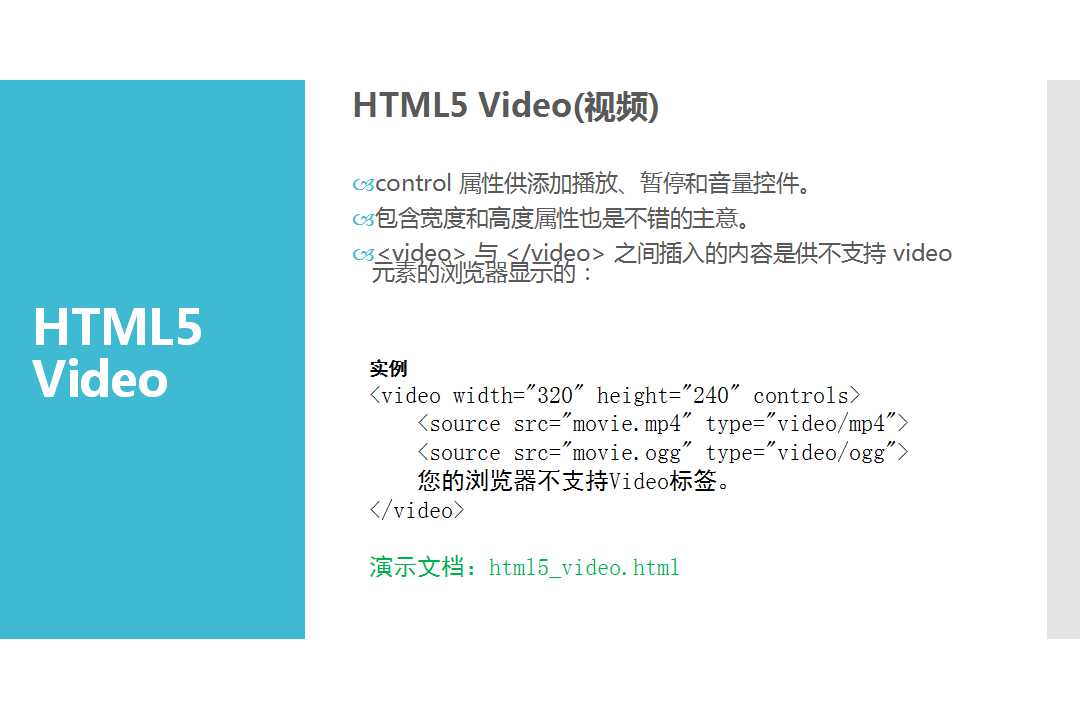 HTML5
Video
HTML5 Video(视频)
control 属性供添加播放、暂停和音量控件。
包含宽度和高度属性也是不错的主意。
<video> 与 </video> 之间插入的内容是供不支持 video
元素的浏览器显示的：
实例
<video width="320" height="240" controls>
    <source src="movie.mp4" type="video/mp4">
    <source src="movie.ogg" type="video/ogg">
    您的浏览器不支持Video标签。
</video>
演示文档：html5_video.html